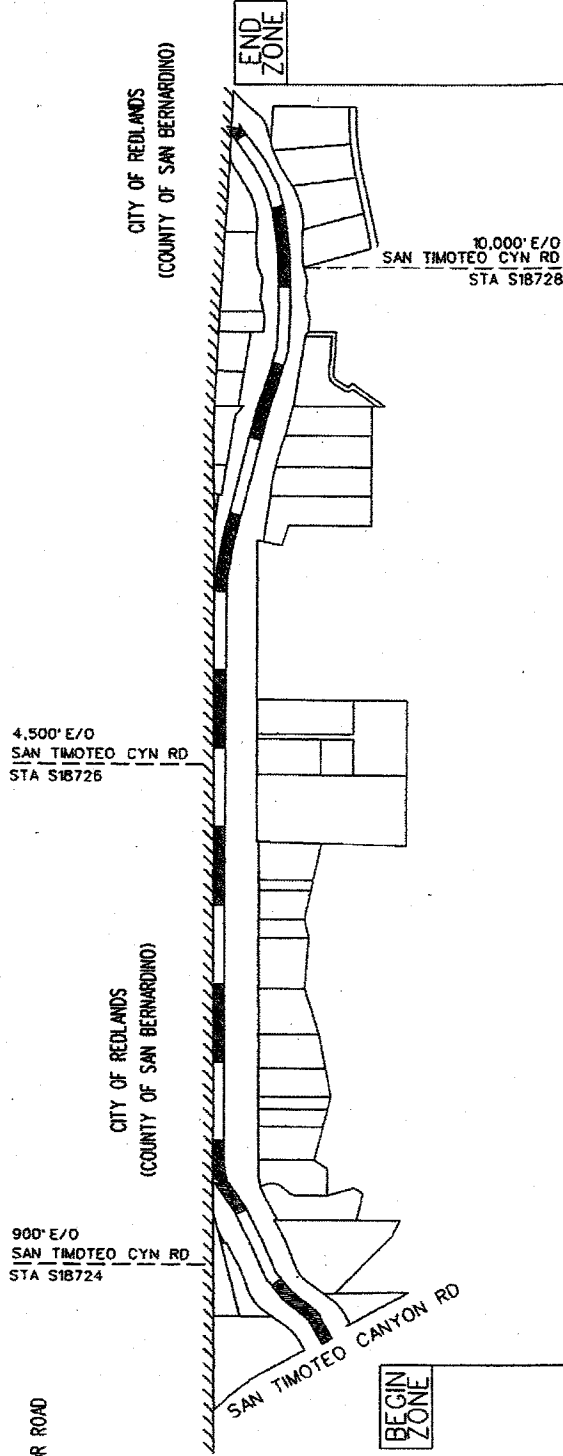 END
ZONE
CITY OF REDLANDS
(COUNTY OF SAN BERNARDINO)
10,000' E/O
SAN TIMOTEO CYN RD
STA S18728
4,500' E/O
SAN TIMOTEO CYN RD
STA S18726
CITY OF REDLANDS
(COUNTY OF SAN BERNARDINO)
900' E/O
SAN TIMOTEO CYN RD
STA S18724
SAN TIMOTEO CANYON RD
BEGIN
ZONE
OR ROAD